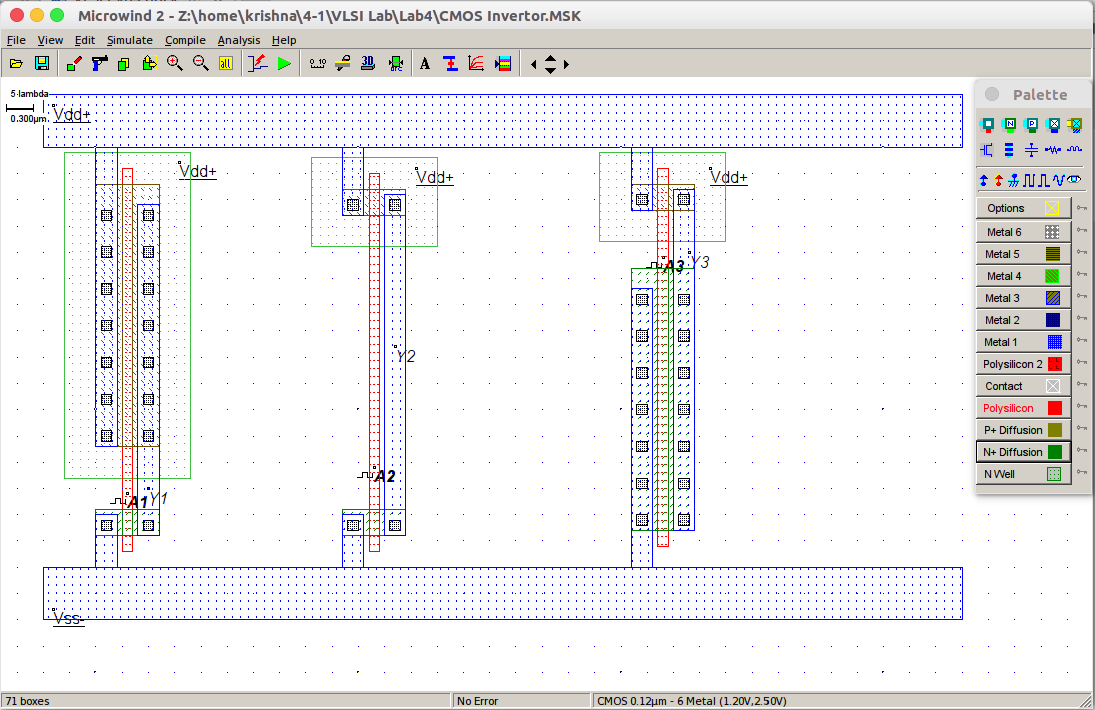 Microwind 2 - Z:\home\krishna\4-1\VLSI Lab\Lab4\CMOS Invertor.MSK
File View Edit Simulate Compile Analysis Help
0.10 3D A
5 lambda
0.300µm
Vdd+
Vdd+
Vdd+
Vdd+
A1
Y1
A2
Y2
A3
Y3
Vss-
Palette
N P
Options
Metal 6
Metal 5
Metal 4
Metal 3
Metal 2
Metal 1
Polysilicon 2
Contact
Polysilicon
P+ Diffusion
N+ Diffusion
N Well
71 boxes
No Error
CMOS 0.12µm - 6 Metal (1.20V,2.50V)